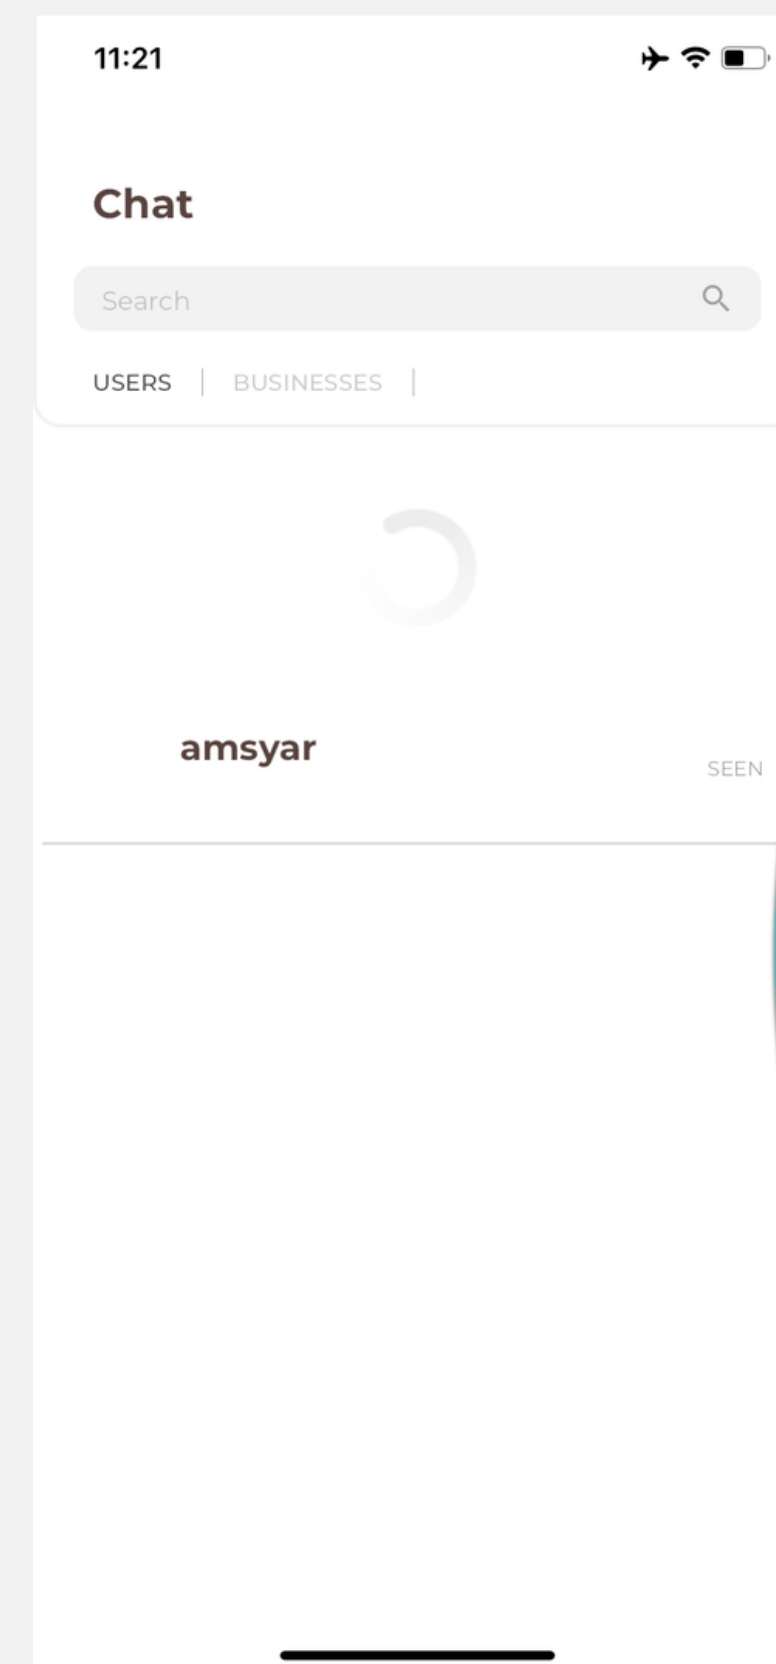 11:21
Chat
Search
USERS | BUSINESSES |
amsyar
SEEN